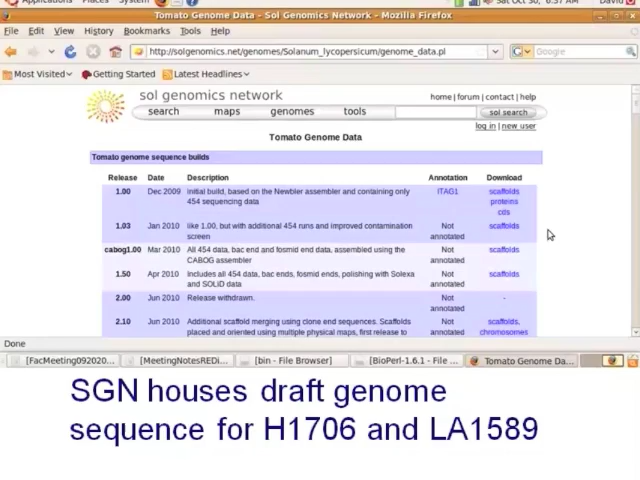 Applications Places System
Sat Oct 30, 6:37 AM
David
Tomato Genome Data - Sol Genomics Network - Mozilla Firefox
File Edit View History Bookmarks Tools Help
http://solgenomics.net/genomes/Solanum_lycopersicum/genome_data.pl
Google
Most Visited Getting Started Latest Headlines
sol genomics network
home | forum | contact | help
search maps genomes tools
sol search
log in | new user
Tomato Genome Data
Tomato genome sequence builds
Release Date Description Annotation Download
1.00 Dec 2009 Initial build, based on the Newbler assembler and containing only ITAG1 scaffolds
454 sequencing data proteins
cds
1.03 Jan 2010 like 1.00, but with additional 454 runs and improved contamination Not scaffolds
screen annotated
cabog1.00 Mar 2010 All 454 data, bac end and fosmid end data, assembled using the Not scaffolds
CABOG assembler annotated
1.50 Apr 2010 Includes all 454 data, bac ends, fosmid ends, polishing with Solexa Not scaffolds
and SOLiD data annotated
2.00 Jun 2010 Release withdrawn. Not -
annotated
2.10 Jun 2010 Additional scaffold merging using clone end sequences. Scaffolds Not scaffolds,
placed and oriented using multiple physical maps, first release to annotated chromosomes
Done
[FacMeeting092020... [MeetingNotesREDi... [bin - File Browser] [BioPerl-1.6.1 - File ... Tomato Genome Da...
SGN houses draft genome
sequence for H1706 and LA1589